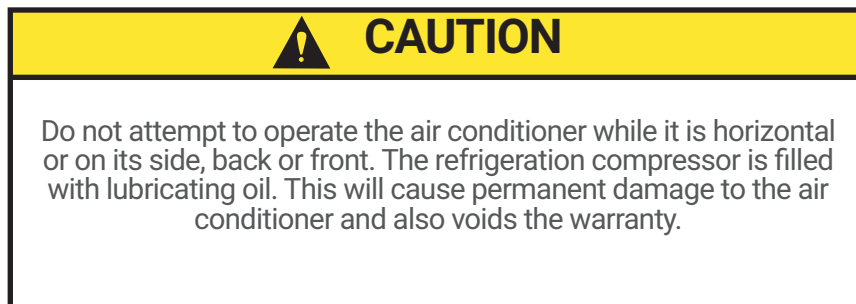 CAUTION
Do not attempt to operate the air conditioner while it is horizontal
or on its side, back or front. The refrigeration compressor is filled
with lubricating oil. This will cause permanent damage to the air
conditioner and also voids the warranty.